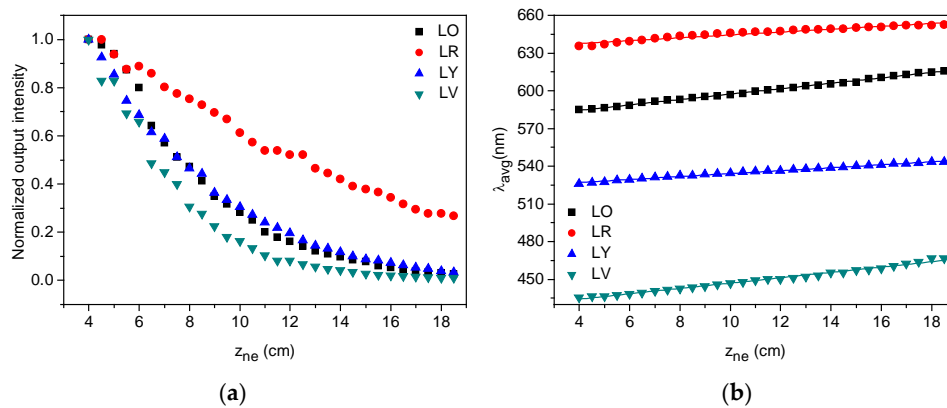 Normalized output intensity
1.0
0.8
0.6
0.4
0.2
0.0
4 6 8 10 12 14 16 18
z_ne (cm)
LO
LR
LY
LV
(a)
λ_avg(nm)
660
630
600
570
540
510
480
450
4 6 8 10 12 14 16 18
z_ne (cm)
LO
LR
LY
LV
(b)